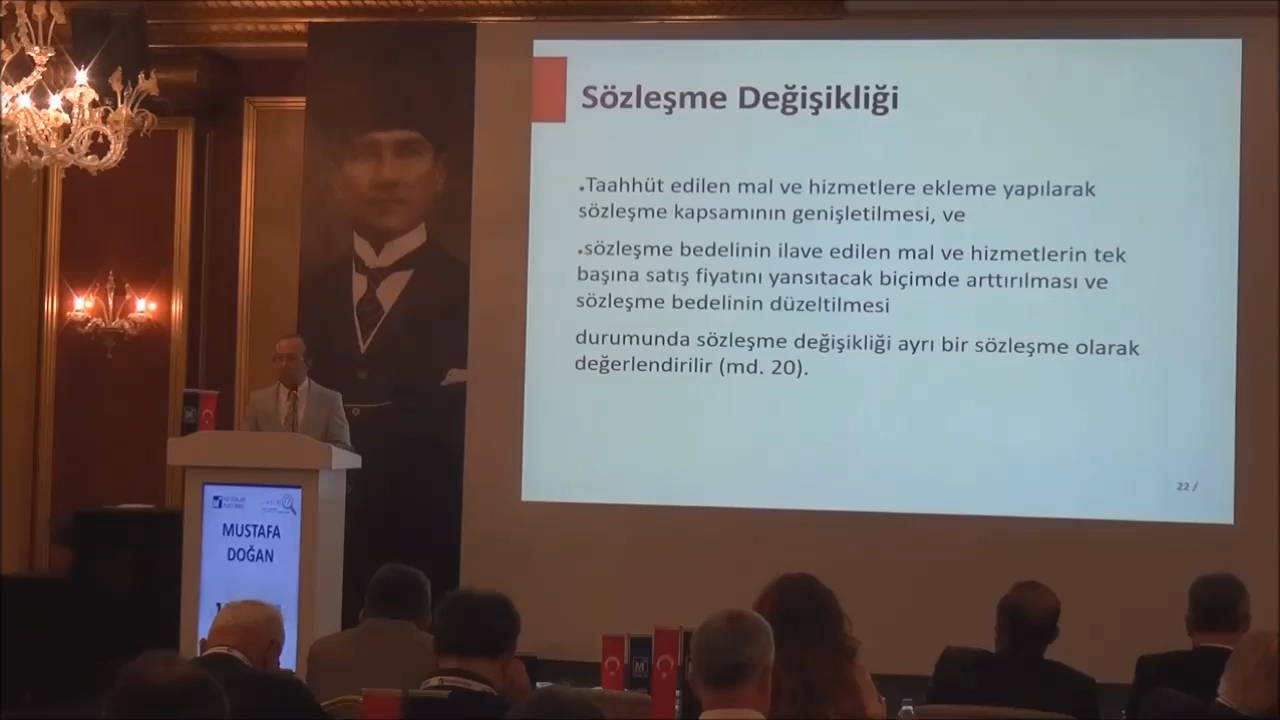 Sözleşme Değişikliği
.Taahhüt edilen mal ve hizmetlere ekleme yapılarak
sözleşme kapsamının genişletilmesi, ve
.sözleşme bedelinin ilave edilen mal ve hizmetlerin tek
başına satış fiyatını yansıtacak biçimde arttırılması ve
sözleşme bedelinin düzeltilmesi
durumunda sözleşme değişikliği ayrı bir sözleşme olarak
değerlendirilir (md. 20).
22 /
MUSTAFA
DOĞAN
M